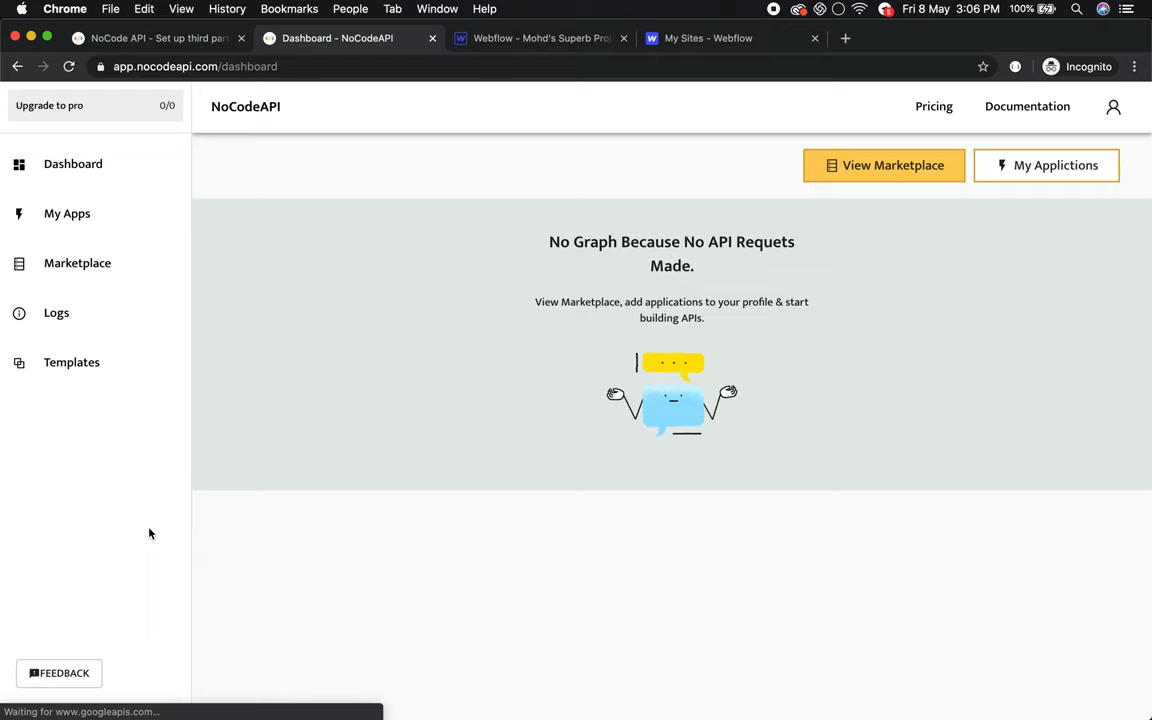 Chrome File Edit View History Bookmarks People Tab Window Help
5 Fri 8 May 3:06 PM 100%
NoCode API - Set up third part
Dashboard - NoCodeAPI
Webflow - Mohd's Superb Pro
My Sites - Webflow
app.nocodeapi.com/dashboard
Incognito
Upgrade to pro 0/0
NoCodeAPI
Pricing Documentation
Dashboard
View Marketplace My Applictions
My Apps
No Graph Because No API Requets
Made.
Marketplace
View Marketplace, add applications to your profile & start
building APIs.
Logs
Templates
FEEDBACK
Waiting for www.googleapis.com...